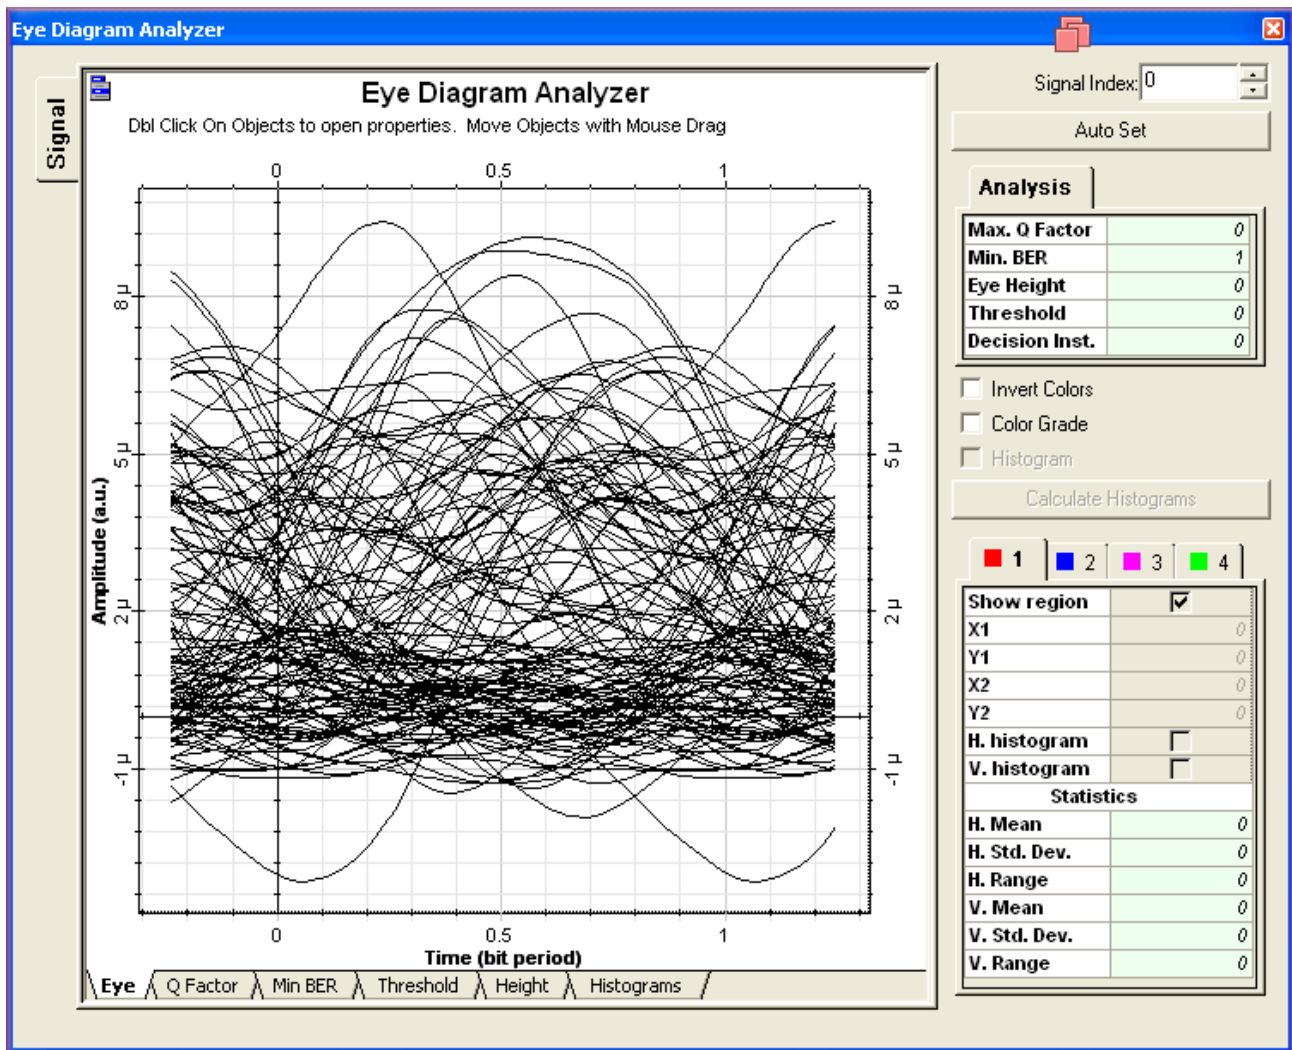 Eye Diagram Analyzer
Signal
Eye Diagram Analyzer
Dbl Click On Objects to open properties. Move Objects with Mouse Drag
0 0.5 1
8 µ 8 µ
5 µ 5 µ
2 µ 2 µ
-1 µ -1 µ
Amplitude (a.u.)
0 0.5 1
Time (bit period)
Eye Q Factor Min BER Threshold Height Histograms
Signal Index: 0
Auto Set
Analysis
Max. Q Factor 0
Min. BER 1
Eye Height 0
Threshold 0
Decision Inst. 0
Invert Colors
Color Grade
Histogram
Calculate Histograms
1 2 3 4
Show region
X1 0
Y1 0
X2 0
Y2 0
H. histogram
V. histogram
Statistics
H. Mean 0
H. Std. Dev. 0
H. Range 0
V. Mean 0
V. Std. Dev. 0
V. Range 0